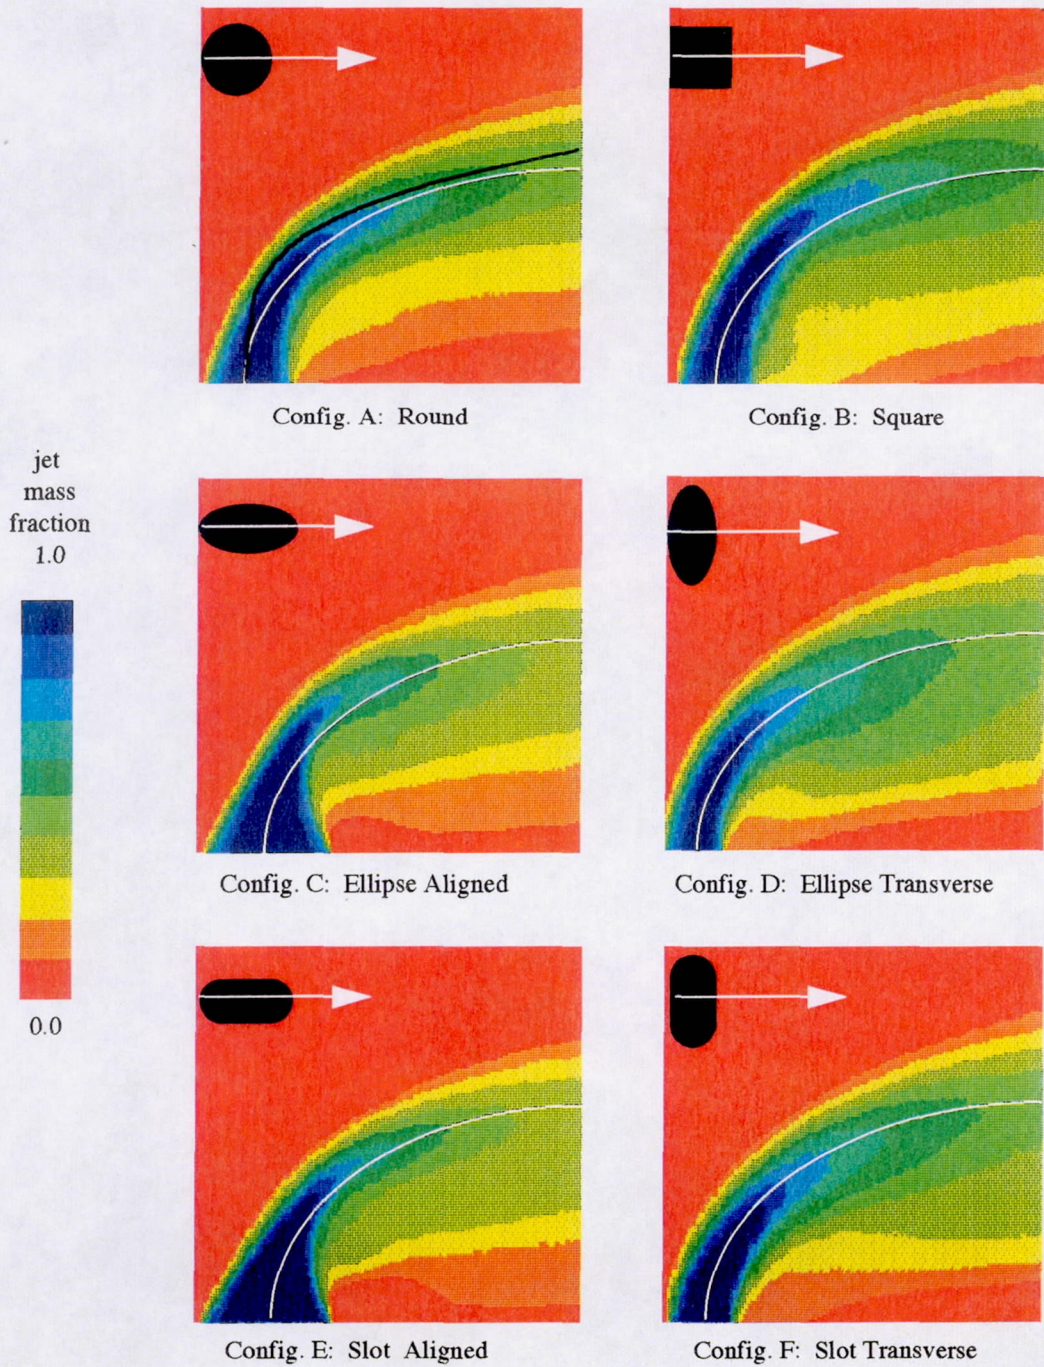 Config. A: Round
Config. B: Square
jet
mass
fraction
1.0
Config. C: Ellipse Aligned
Config. D: Ellipse Transverse
0.0
Config. E: Slot Aligned
Config. F: Slot Transverse